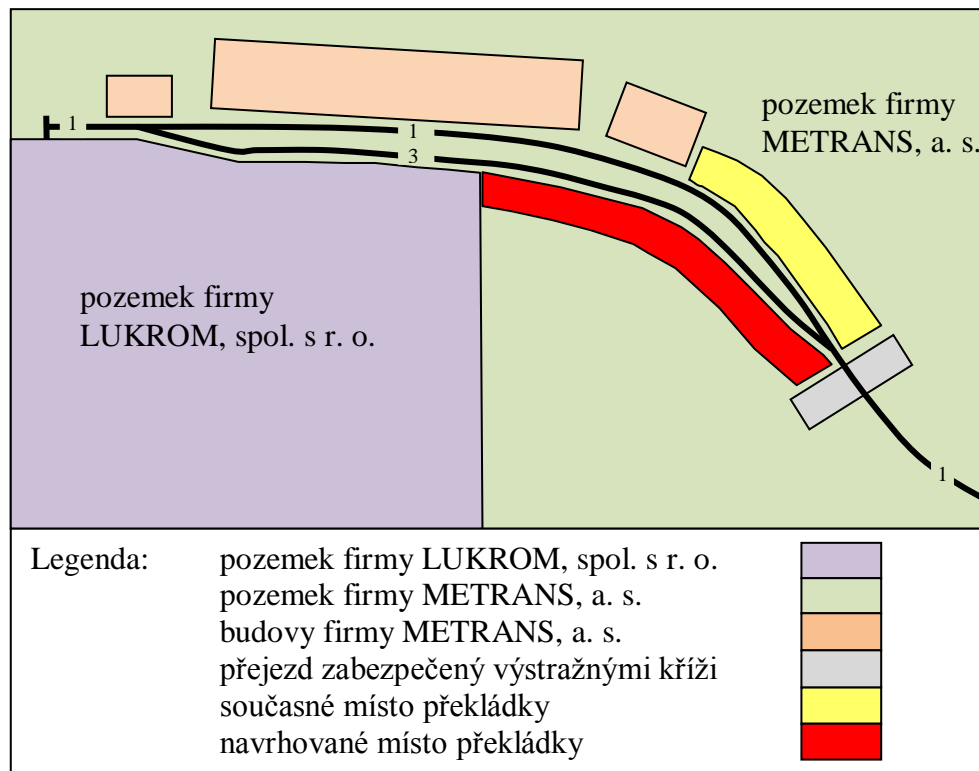 pozemek firmy
METRANS, a. s.
1
1
3
pozemek firmy
LUKROM, spol. s r. o.
1
Legenda:
pozemek firmy LUKROM, spol. s r. o.
pozemek firmy METRANS, a. s.
budovy firmy METRANS, a. s.
přejezd zabezpečený výstražnými kříži
současné místo překládky
navrhované místo překládky